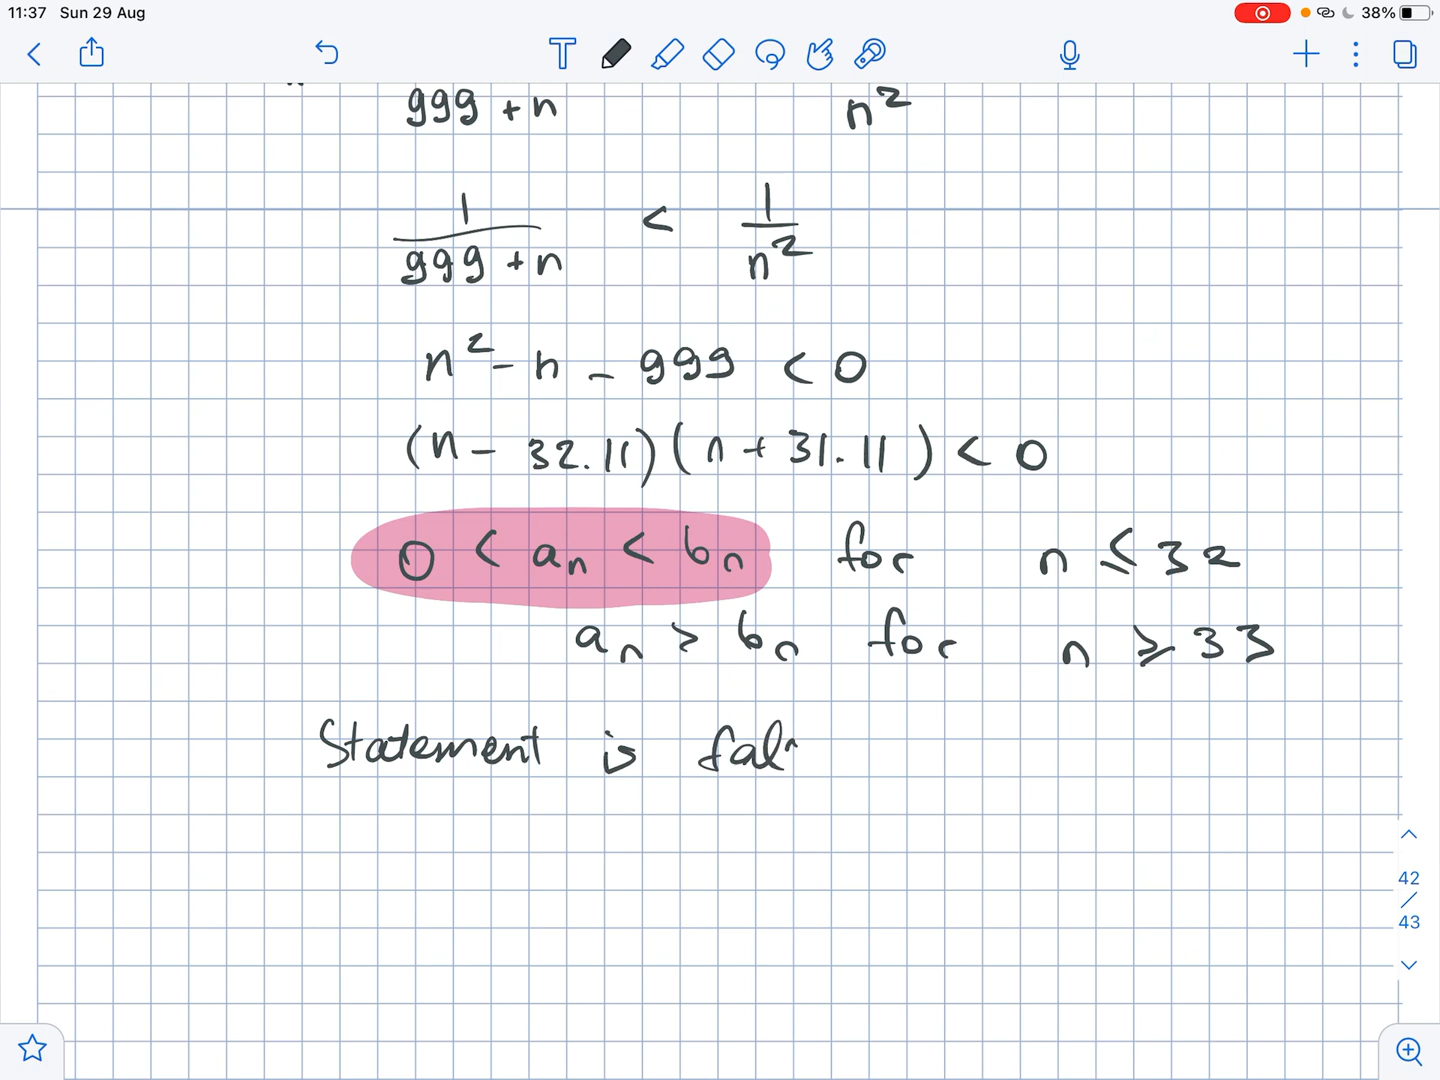 11:37 Sun 29 Aug 38%
999 + n n²
1/(999 + n) < 1/n²
n² - n - 999 < 0
(n - 32.11)(n + 31.11) < 0
0 < aₙ < bₙ for n ≤ 32
aₙ > bₙ for n ≥ 33
Statement is fal
42
/
43